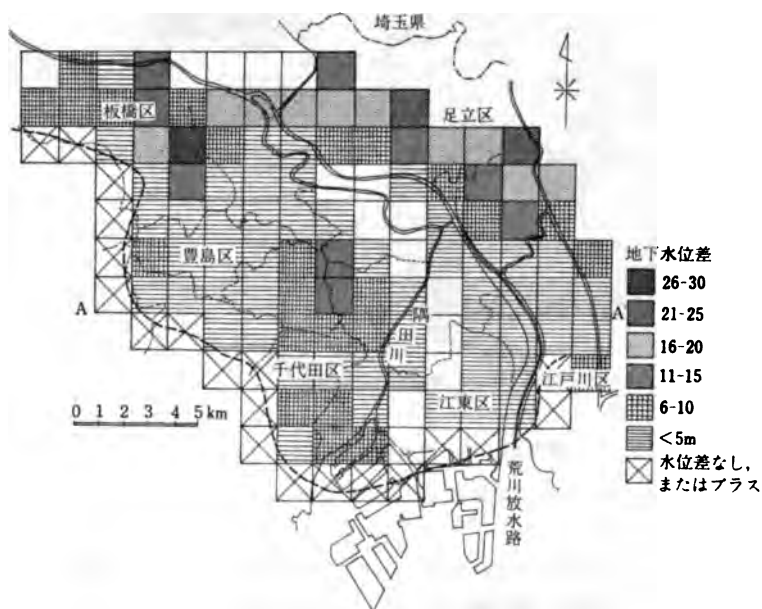 埼玉県
板橋区
足立区
豊島区
地下水位差
26-30
21-25
16-20
11-15
6-10
<5m
水位差なし,
またはプラス
A
A
隅田川
千代田区
江戸川区
江東区
0 1 2 3 4 5 km
荒川放水路